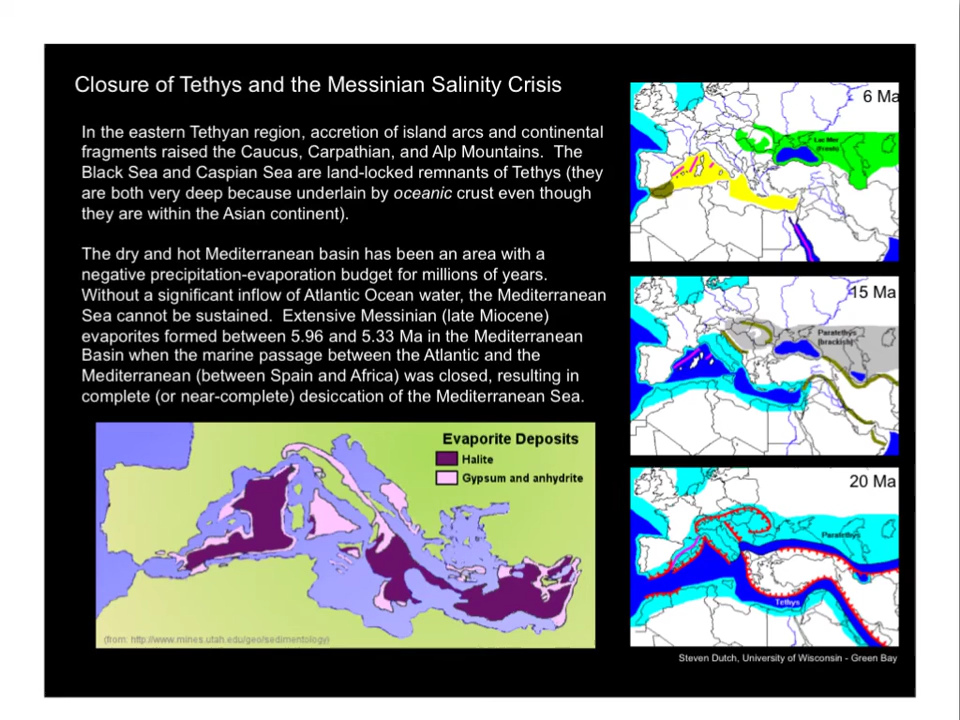 Closure of Tethys and the Messinian Salinity Crisis
In the eastern Tethyan region, accretion of island arcs and continental
fragments raised the Caucus, Carpathian, and Alp Mountains. The
Black Sea and Caspian Sea are land-locked remnants of Tethys (they
are both very deep because underlain by oceanic crust even though
they are within the Asian continent).
The dry and hot Mediterranean basin has been an area with a
negative precipitation-evaporation budget for millions of years.
Without a significant inflow of Atlantic Ocean water, the Mediterranean
Sea cannot be sustained. Extensive Messinian (late Miocene)
evaporites formed between 5.96 and 5.33 Ma in the Mediterranean
Basin when the marine passage between the Atlantic and the
Mediterranean (between Spain and Africa) was closed, resulting in
complete (or near-complete) desiccation of the Mediterranean Sea.
Evaporite Deposits
Halite
Gypsum and anhydrite
(from: http://www.mines.utah.edu/geo/sedimentology)
6 Ma
Lac Mer
(Fresh)
15 Ma
Paratethys
(brackish)
20 Ma
Paratethys
Tethys
Steven Dutch, University of Wisconsin - Green Bay